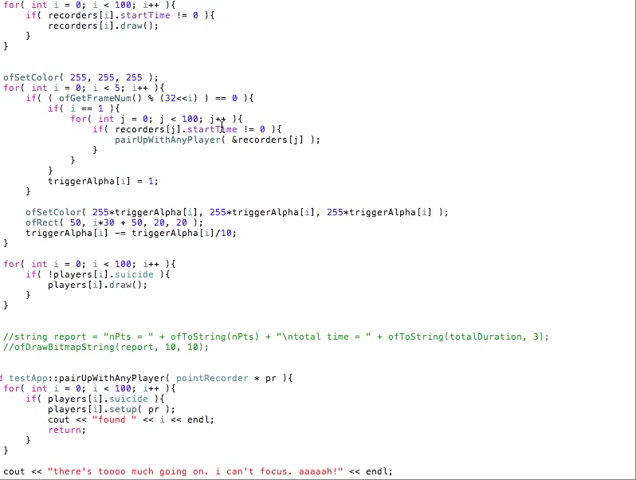 for( int i = 0; i < 100; i++ ){
if( recorders[i].startTime != 0 ){
recorders[i].draw();
}
}
ofSetColor( 255, 255, 255 );
for( int i = 0; i < 5; i++ ){
if( ( ofGetFrameNum() % (32<<i) ) == 0 ){
if( i == 1 ){
for( int j = 0; j < 100; j++ ){
if( recorders[j].startTime != 0 ){
pairUpWithAnyPlayer( &recorders[j] );
}
}
}
triggerAlpha[i] = 1;
}
ofSetColor( 255*triggerAlpha[i], 255*triggerAlpha[i], 255*triggerAlpha[i] );
ofRect( 50, i*30 + 50, 20, 20 );
triggerAlpha[i] -= triggerAlpha[i]/10;
}
for( int i = 0; i < 100; i++ ){
if( !players[i].suicide ){
players[i].draw();
}
}
//string report = "nPts = " + ofToString(nPts) + "\ntotal time = " + ofToString(totalDuration, 3);
//ofDrawBitmapString(report, 10, 10);
d testApp::pairUpWithAnyPlayer( pointRecorder * pr ){
for( int i = 0; i < 100; i++ ){
if( players[i].suicide ){
players[i].setup( pr );
cout << "found " << i << endl;
return;
}
}
cout << "there's toooo much going on. i can't focus. aaaaah!" << endl;